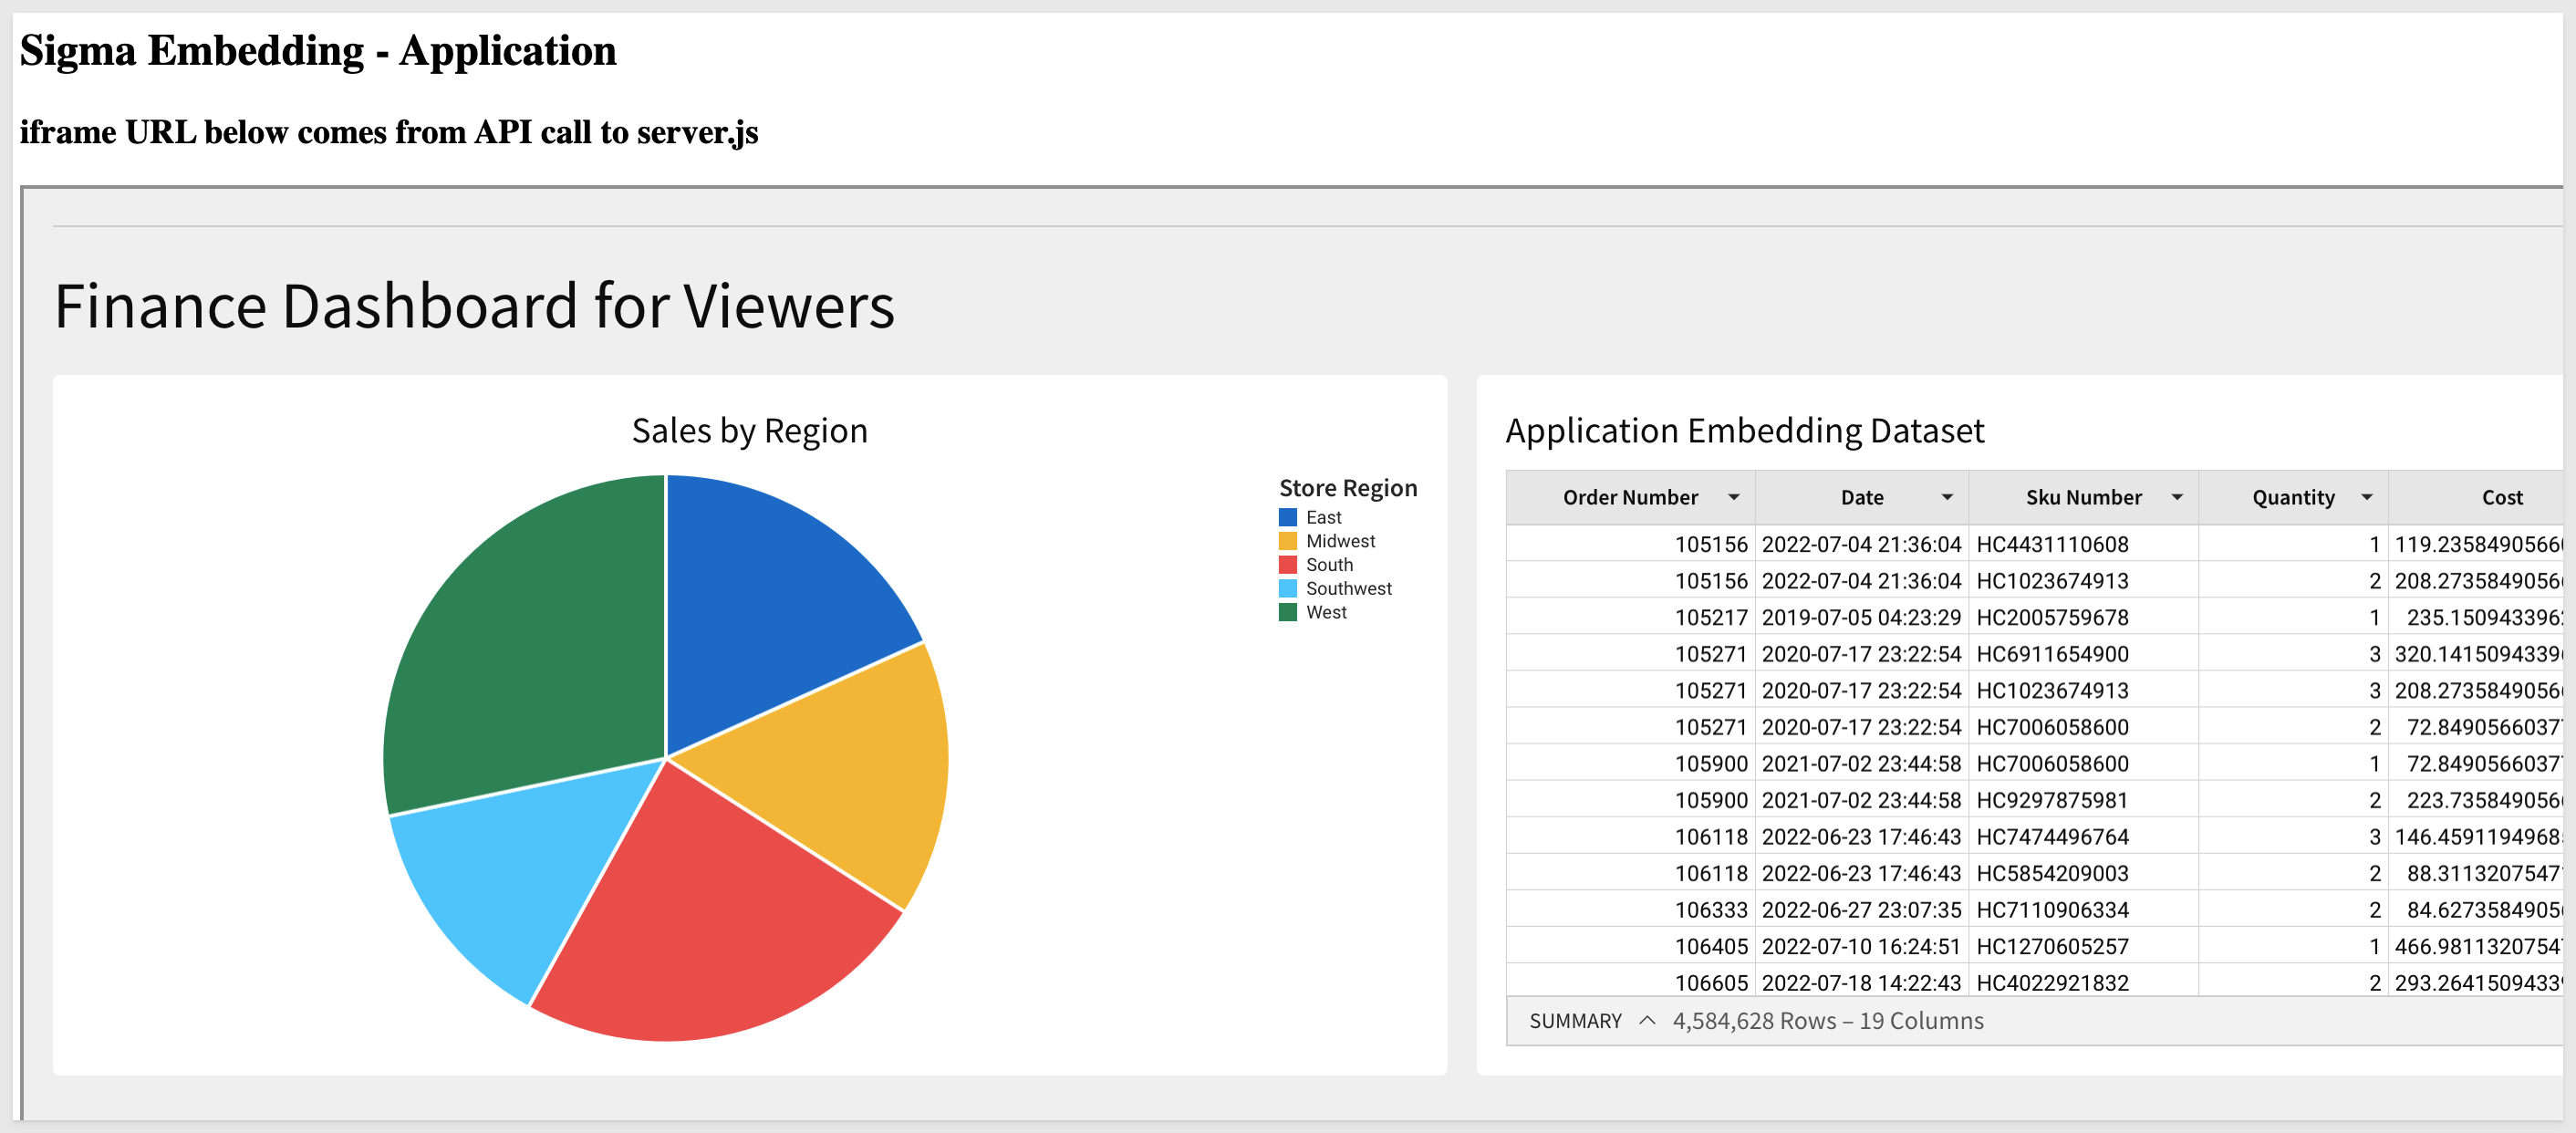 Sigma Embedding - Application
iframe URL below comes from API call to server.js
Finance Dashboard for Viewers
Sales by Region
Store Region
East
Midwest
South
Southwest
West
Application Embedding Dataset
Order Number Date Sku Number Quantity Cost
105156 2022-07-04 21:36:04 HC4431110608 1 119.2358490566
105156 2022-07-04 21:36:04 HC1023674913 2 208.2735849056
105217 2019-07-05 04:23:29 HC2005759678 1 235.1509433962
105271 2020-07-17 23:22:54 HC6911654900 3 320.1415094339
105271 2020-07-17 23:22:54 HC1023674913 3 208.2735849056
105271 2020-07-17 23:22:54 HC7006058600 2 72.8490566037
105900 2021-07-02 23:44:58 HC7006058600 1 72.8490566037
105900 2021-07-02 23:44:58 HC9297875981 2 223.735849056
106118 2022-06-23 17:46:43 HC7474496764 3 146.4591194968
106118 2022-06-23 17:46:43 HC5854209003 2 88.3113207547
106333 2022-06-27 23:07:35 HC7110906334 2 84.627358490
106405 2022-07-10 16:24:51 HC1270605257 1 466.9811320754
106605 2022-07-18 14:22:43 HC4022921832 2 293.264150943
SUMMARY 4,584,628 Rows – 19 Columns